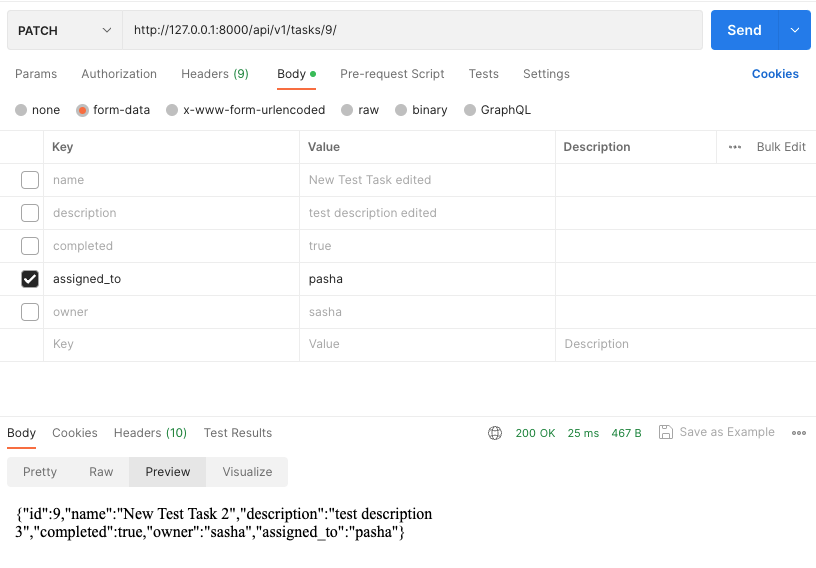 PATCH http://127.0.0.1:8000/api/v1/tasks/9/ Send
Params Authorization Headers (9) Body Pre-request Script Tests Settings Cookies
none form-data x-www-form-urlencoded raw binary GraphQL
Key Value Description ••• Bulk Edit
name New Test Task edited
description test description edited
completed true
assigned_to pasha
owner sasha
Key Value Description
Body Cookies Headers (10) Test Results 200 OK 25 ms 467 B Save as Example •••
Pretty Raw Preview Visualize
{"id":9,"name":"New Test Task 2","description":"test description
3","completed":true,"owner":"sasha","assigned_to":"pasha"}